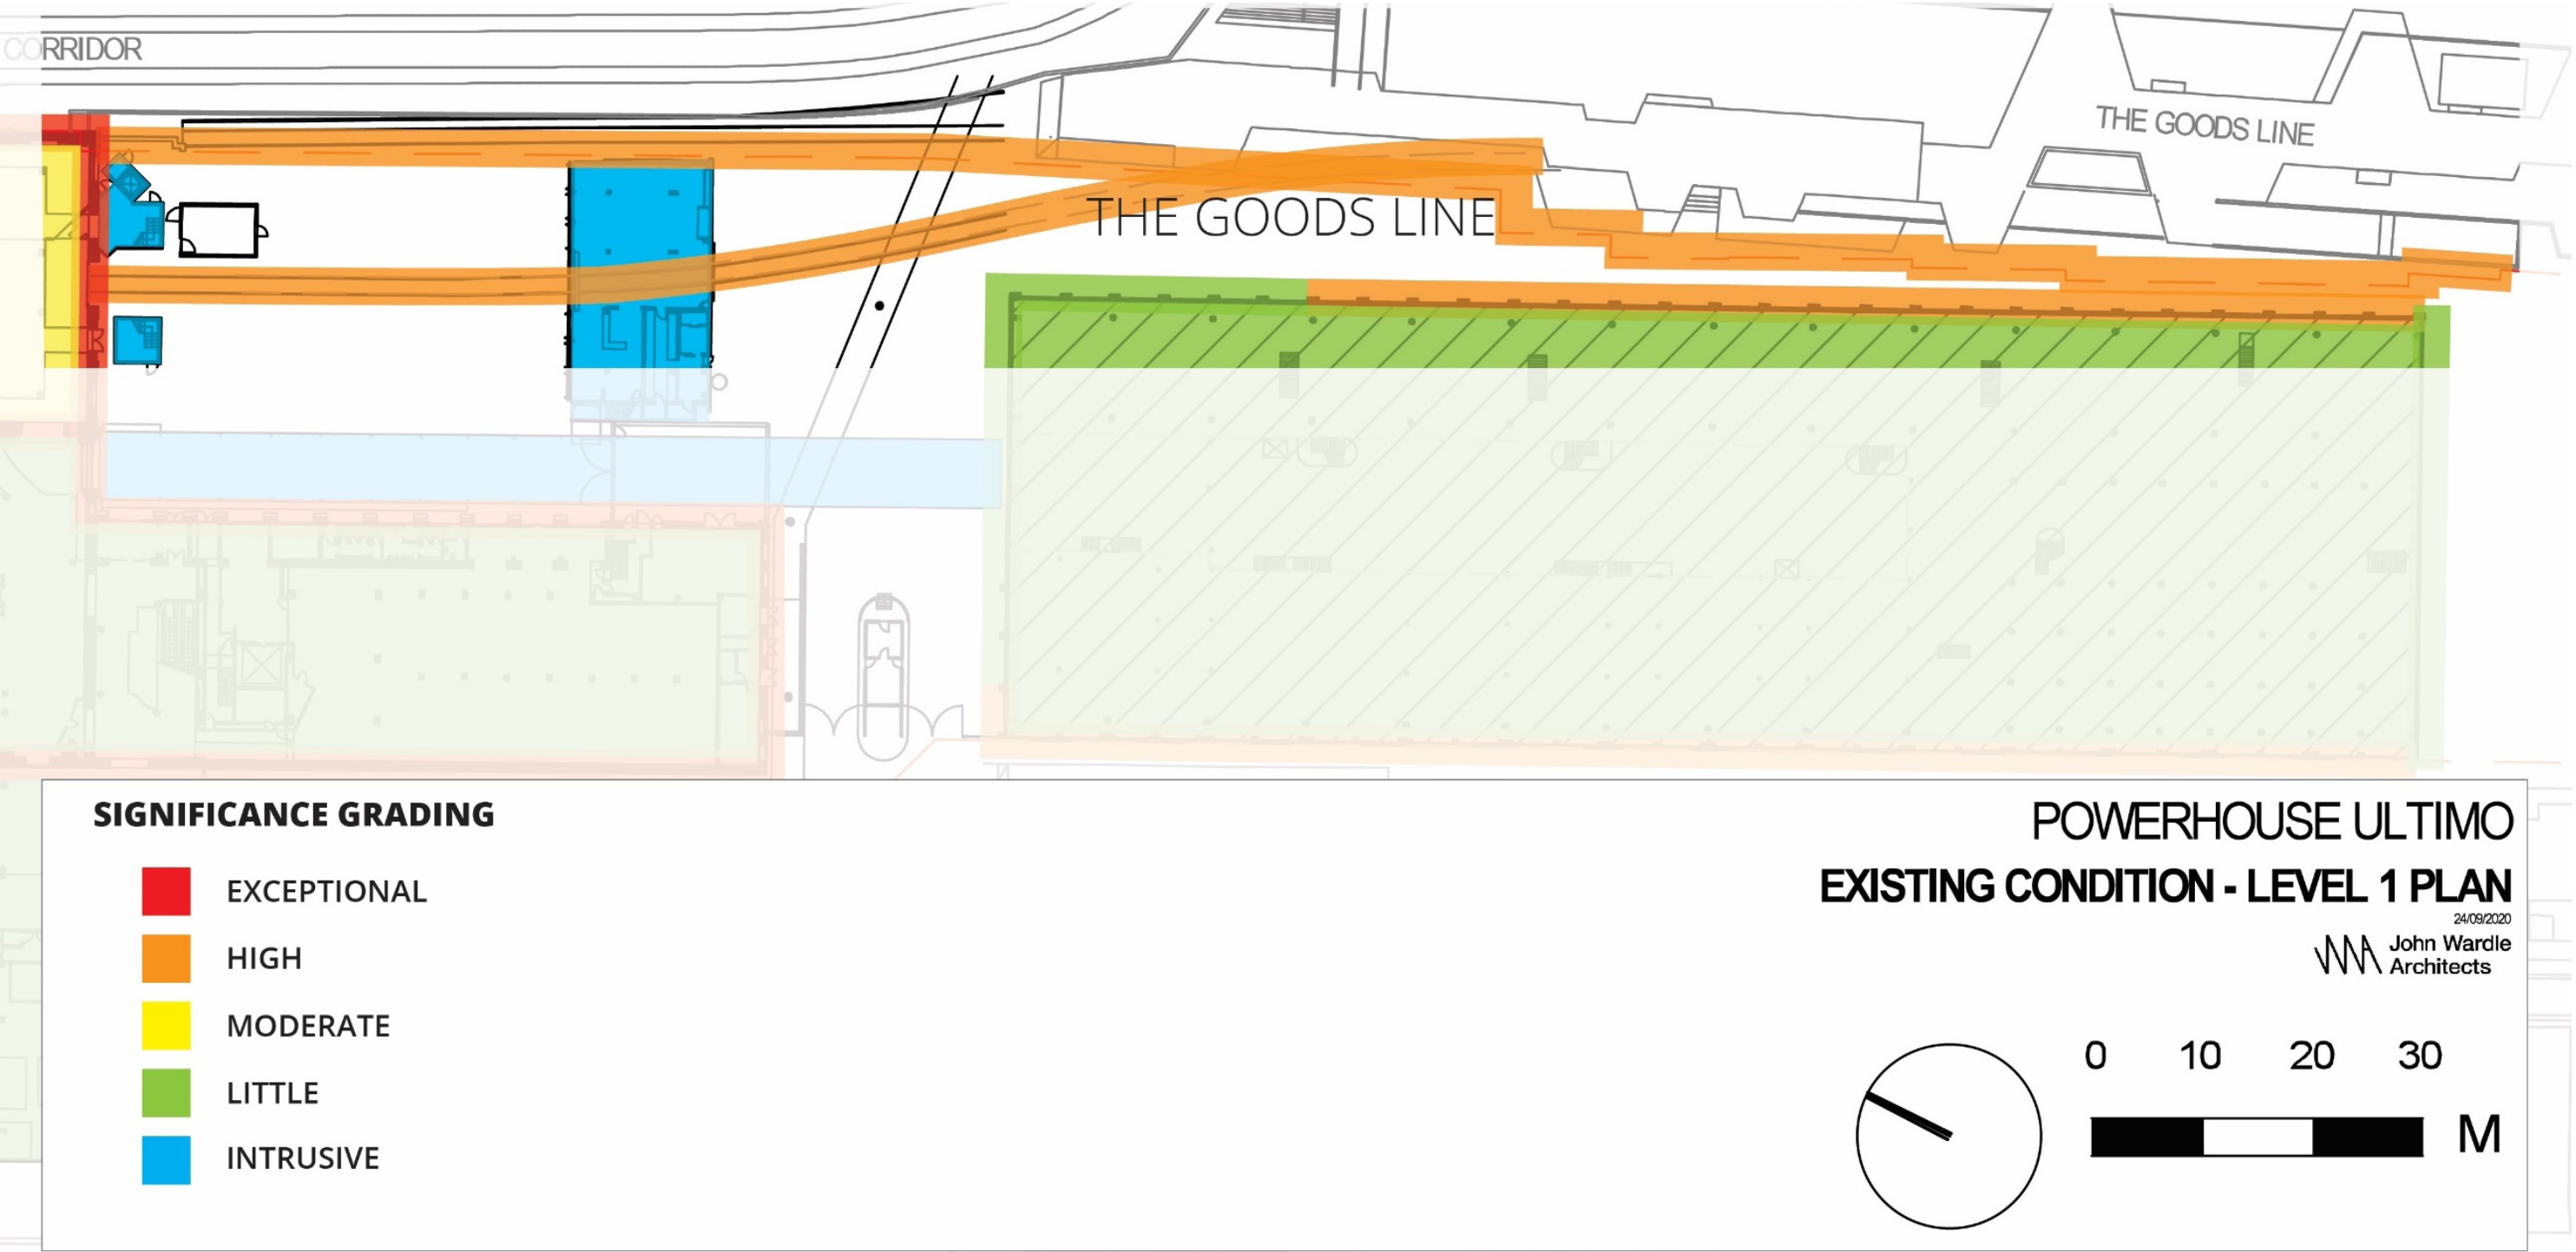 CORRIDOR
THE GOODS LINE
THE GOODS LINE
SIGNIFICANCE GRADING
EXCEPTIONAL
HIGH
MODERATE
LITTLE
INTRUSIVE
POWERHOUSE ULTIMO
EXISTING CONDITION - LEVEL 1 PLAN
24/09/2020
John Wardle
Architects
0 10 20 30
M